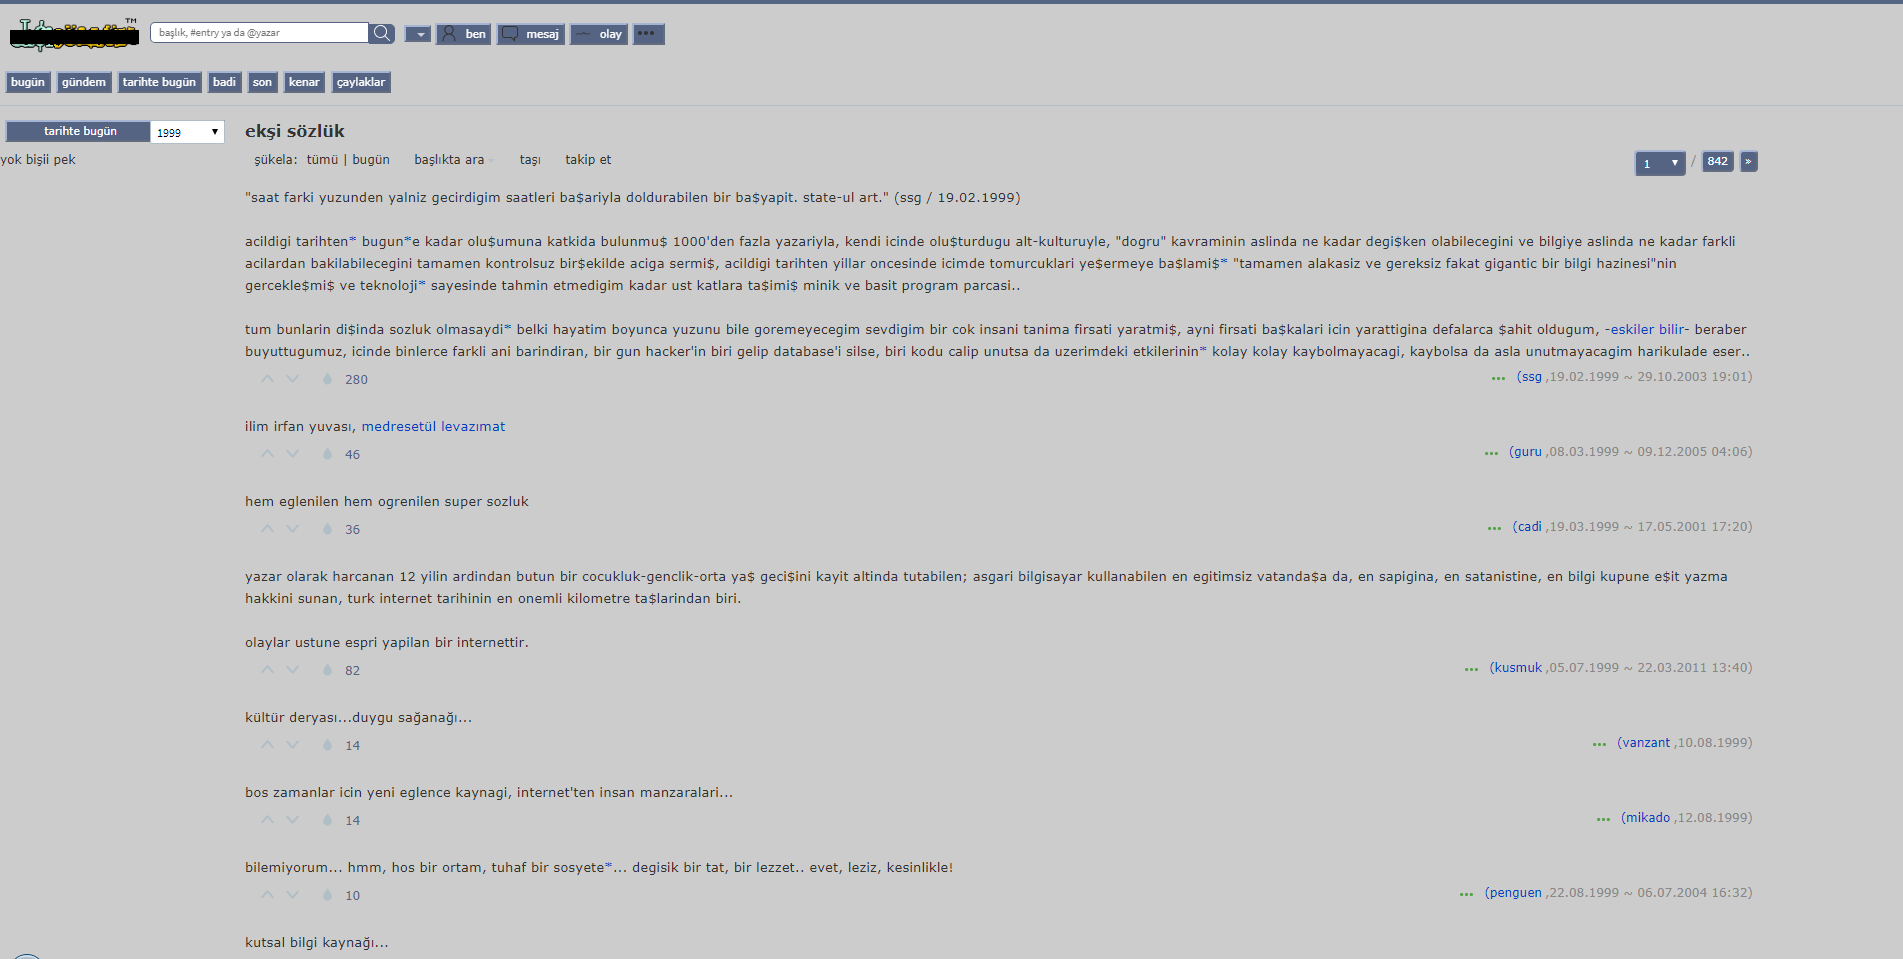 TM
başlık, #entry ya da @yazar
ben
mesaj
olay
•••
bugün
gündem
tarihte bugün
badi
son
kenar
çaylaklar
tarihte bugün
1999
yok bişii pek
ekşi sözlük
şükela: tümü | bugün başlıkta ara taşı takip et
1 / 842 »
"saat farki yuzunden yalniz gecirdigim saatleri ba$ariyla doldurabilen bir ba$yapit. state-ul art." (ssg / 19.02.1999)
acildigi tarihten* bugun*e kadar olu$umuna katkida bulunmu$ 1000'den fazla yazariyla, kendi icinde olu$turdugu alt-kulturuyle, "dogru" kavraminin aslinda ne kadar degi$ken olabilecegini ve bilgiye aslinda ne kadar farkli
acilardan bakilabilecegini tamamen kontrolsuz bir$ekilde aciga sermi$, acildigi tarihten yillar oncesinde icimde tomurcuklari ye$ermeye ba$lami$* "tamamen alakasiz ve gereksiz fakat gigantic bir bilgi hazinesi"nin
gercekle$mi$ ve teknoloji* sayesinde tahmin etmedigim kadar ust katlara ta$imi$ minik ve basit program parcasi..
tum bunlarin di$inda sozluk olmasaydi* belki hayatim boyunca yuzunu bile goremeyecegim sevdigim bir cok insani tanima firsati yaratmi$, ayni firsati ba$kalari icin yarattigina defalarca $ahit oldugum, -eskiler bilir- beraber
buyuttugumuz, icinde binlerce farkli ani barindiran, bir gun hacker'in biri gelip database'i silse, biri kodu calip unutsa da uzerimdeki etkilerinin* kolay kolay kaybolmayacagi, kaybolsa da asla unutmayacagim harikulade eser..
280 ••• (ssg ,19.02.1999 ~ 29.10.2003 19:01)
ilim irfan yuvası, medresetül levazımat
46 ••• (guru ,08.03.1999 ~ 09.12.2005 04:06)
hem eglenilen hem ogrenilen super sozluk
36 ••• (cadi ,19.03.1999 ~ 17.05.2001 17:20)
yazar olarak harcanan 12 yilin ardindan butun bir cocukluk-genclik-orta ya$ geci$ini kayit altinda tutabilen; asgari bilgisayar kullanabilen en egitimsiz vatanda$a da, en sapigina, en satanistine, en bilgi kupune e$it yazma
hakkini sunan, turk internet tarihinin en onemli kilometre ta$larindan biri.
olaylar ustune espri yapilan bir internettir.
82 ••• (kusmuk ,05.07.1999 ~ 22.03.2011 13:40)
kültür deryası...duygu sağanağı...
14 ••• (vanzant ,10.08.1999)
bos zamanlar icin yeni eglence kaynagi, internet'ten insan manzaralari...
14 ••• (mikado ,12.08.1999)
bilemiyorum... hmm, hos bir ortam, tuhaf bir sosyete*... degisik bir tat, bir lezzet.. evet, leziz, kesinlikle!
10 ••• (penguen ,22.08.1999 ~ 06.07.2004 16:32)
kutsal bilgi kaynağı...